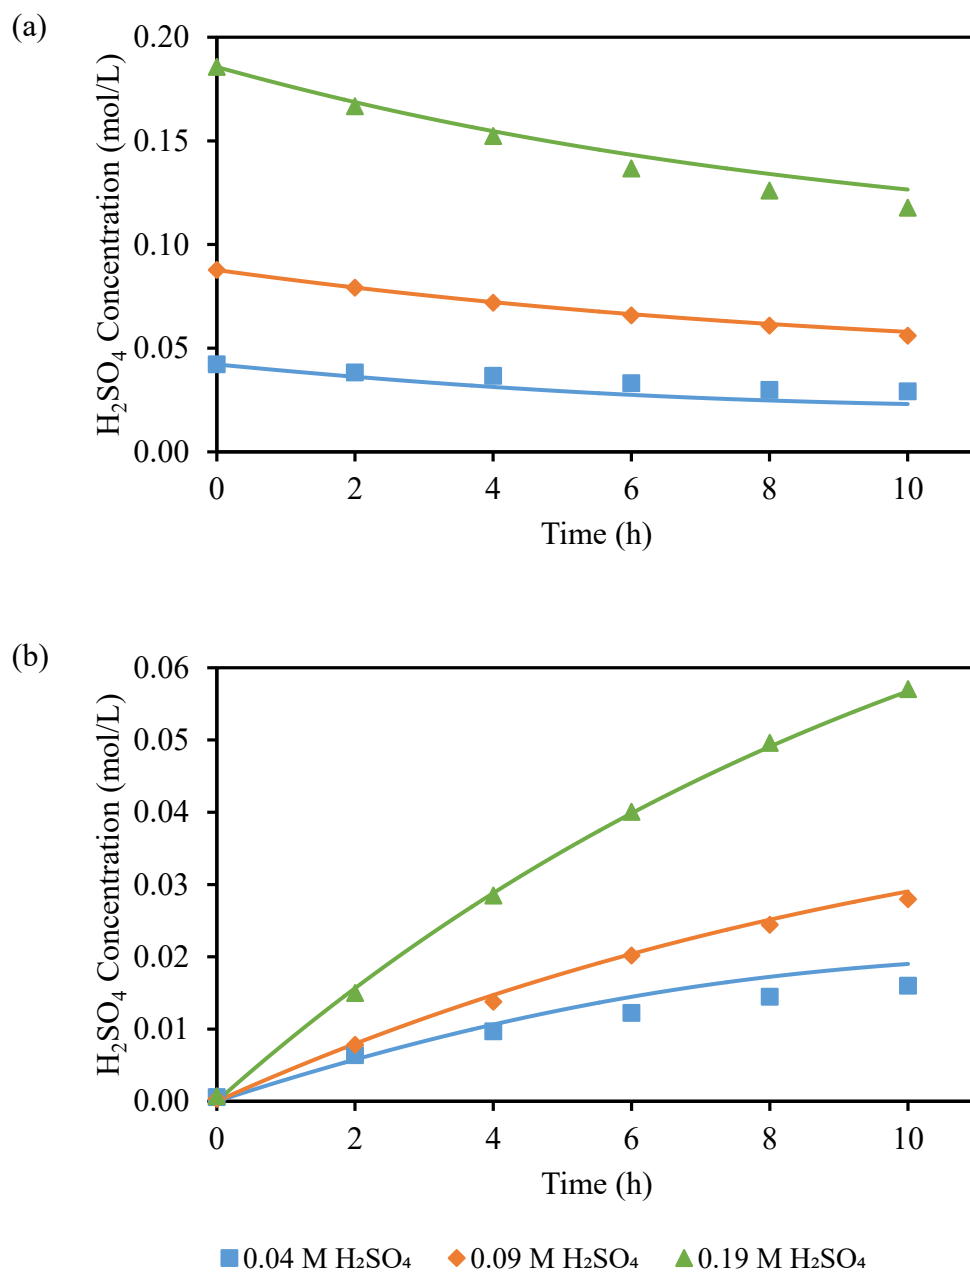 (a)
H₂SO₄ Concentration (mol/L)
0.20
0.15
0.10
0.05
0.00
0 2 4 6 8 10
Time (h)
(b)
H₂SO₄ Concentration (mol/L)
0.06
0.05
0.04
0.03
0.02
0.01
0.00
0 2 4 6 8 10
Time (h)
0.04 M H₂SO₄ 0.09 M H₂SO₄ 0.19 M H₂SO₄